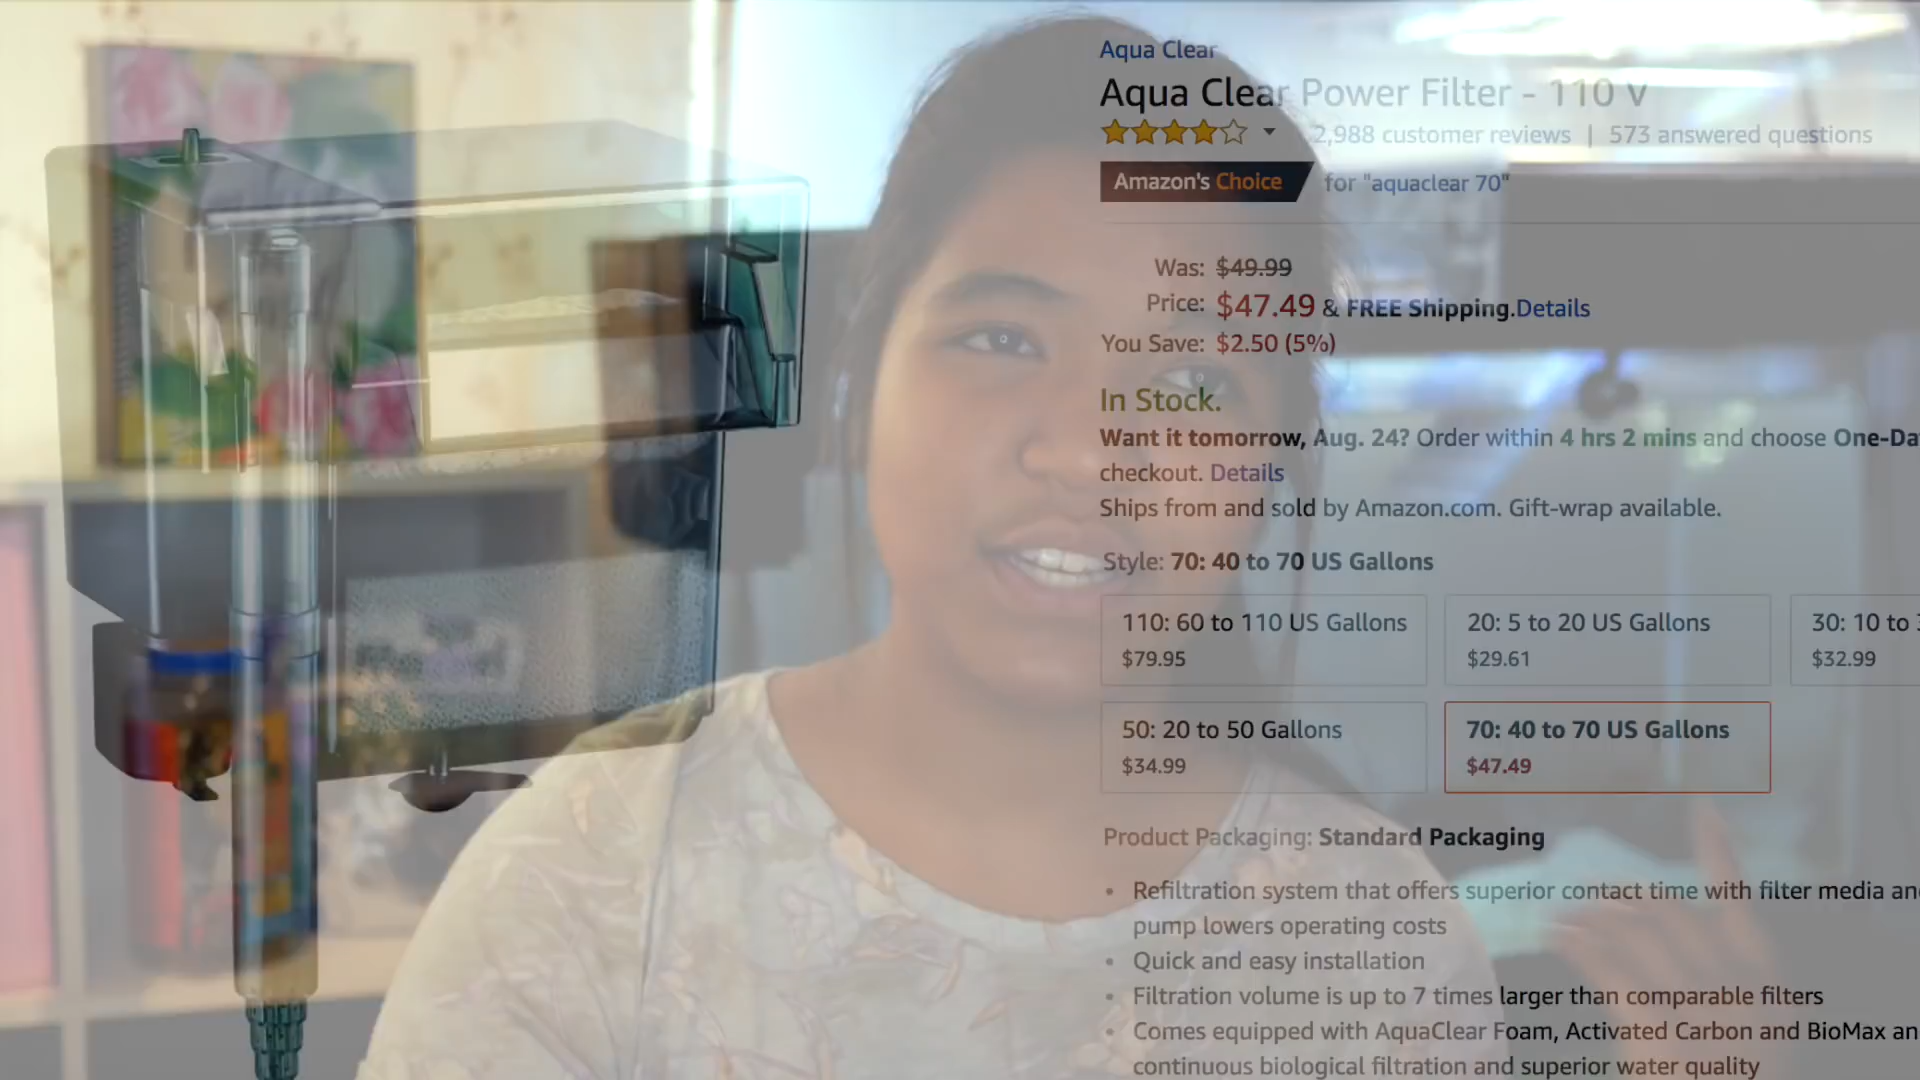 Aqua Clear
Aqua Clear Power Filter - 110 v
2,988 customer reviews | 573 answered questions
Amazon's Choice for "aquaclear 70"
Was: $49.99
Price: $47.49 & FREE Shipping.Details
You Save: $2.50 (5%)
In Stock.
Want it tomorrow, Aug. 24? Order within 4 hrs 2 mins and choose
checkout. Details
Ships from and sold by Amazon.com. Gift-wrap available.
Style: 70: 40 to 70 US Gallons
110: 60 to 110 US Gallons 20: 5 to 20 US Gallons 30: 10 to
$79.95 $29.61 $32.99
50: 20 to 50 Gallons 70: 40 to 70 US Gallons
$34.99 $47.49
Product Packaging: Standard Packaging
• Refiltration system that offers superior contact time with filter media
pump lowers operating costs
• Quick and easy installation
• Filtration volume is up to 7 times larger than comparable filters
• Comes equipped with AquaClear Foam, Activated Carbon and BioMax
continuous biological filtration and superior water quality